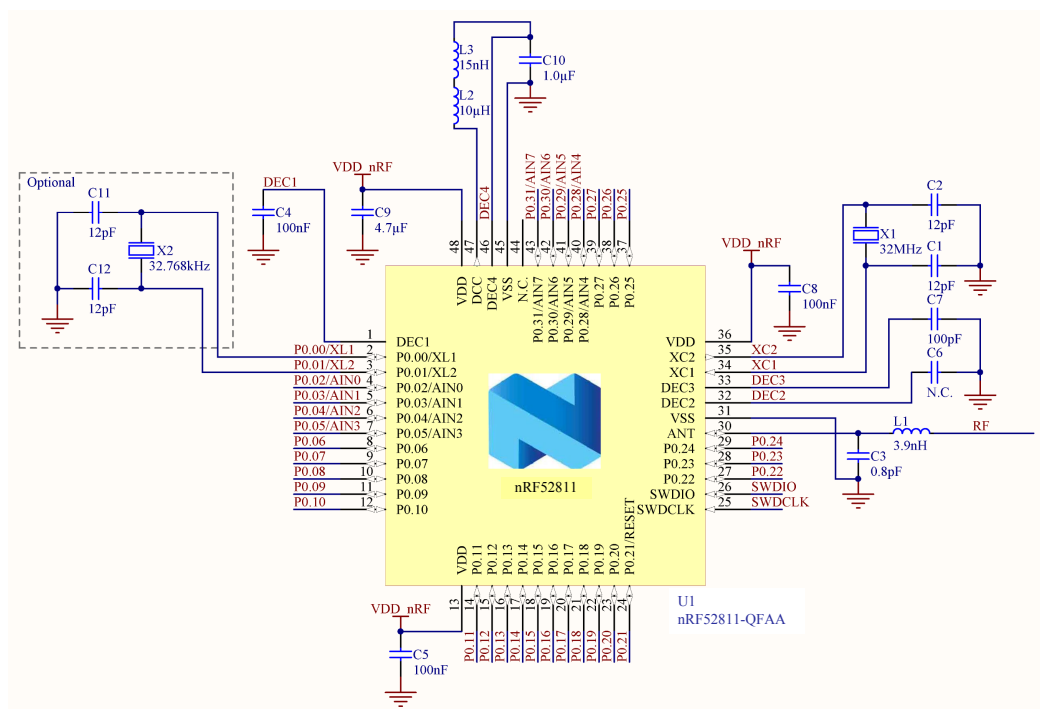 L3
15nH
C10
1.0µF
L2
10µH
DEC4
P0.31/AIN7
P0.30/AIN6
P0.29/AIN5
P0.28/AIN4
P0.27
P0.26
P0.25
Optional
C11
12pF
X2
32.768kHz
C12
12pF
DEC1
C4
100nF
VDD_nRF
C9
4.7µF
48
47
46
45
44
43
42
41
40
39
38
37
VDD
DCC
DEC4
VSS
N.C.
P0.31/AIN7
P0.30/AIN6
P0.29/AIN5
P0.28/AIN4
P0.27
P0.26
P0.25
VDD_nRF
C8
100nF
C2
12pF
X1
32MHz
C1
12pF
C7
100pF
C6
N.C.
1 DEC1
P0.00/XL1 2 P0.00/XL1
P0.01/XL2 3 P0.01/XL2
P0.02/AIN0 4 P0.02/AIN0
P0.03/AIN1 5 P0.03/AIN1
P0.04/AIN2 6 P0.04/AIN2
P0.05/AIN3 7 P0.05/AIN3
P0.06 8 P0.06
P0.07 9 P0.07
P0.08 10 P0.08
P0.09 11 P0.09
P0.10 12 P0.10
nRF52811
VDD 36
XC2 35 XC2
XC1 34 XC1
DEC3 33 DEC3
DEC2 32 DEC2
VSS 31
ANT 30
P0.24 29 P0.24
P0.23 28 P0.23
P0.22 27 P0.22
SWDIO 26 SWDIO
SWDCLK 25 SWDCLK
L1
3.9nH
RF
C3
0.8pF
VDD
P0.11
P0.12
P0.13
P0.14
P0.15
P0.16
P0.17
P0.18
P0.19
P0.20
P0.21/RESET
13
14
15
16
17
18
19
20
21
22
23
24
P0.11
P0.12
P0.13
P0.14
P0.15
P0.16
P0.17
P0.18
P0.19
P0.20
P0.21
VDD_nRF
C5
100nF
U1
nRF52811-QFAA